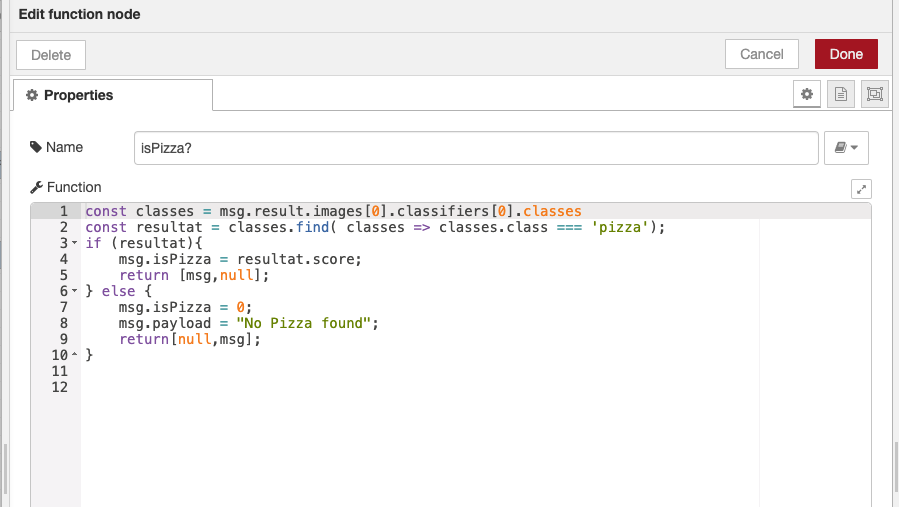 Edit function node
Delete
Cancel
Done
Properties
Name
isPizza?
Function
1 const classes = msg.result.images[0].classifiers[0].classes
2 const resultat = classes.find( classes => classes.class === 'pizza');
3 if (resultat){
4     msg.isPizza = resultat.score;
5     return [msg,null];
6 } else {
7     msg.isPizza = 0;
8     msg.payload = "No Pizza found";
9     return[null,msg];
10 }
11
12